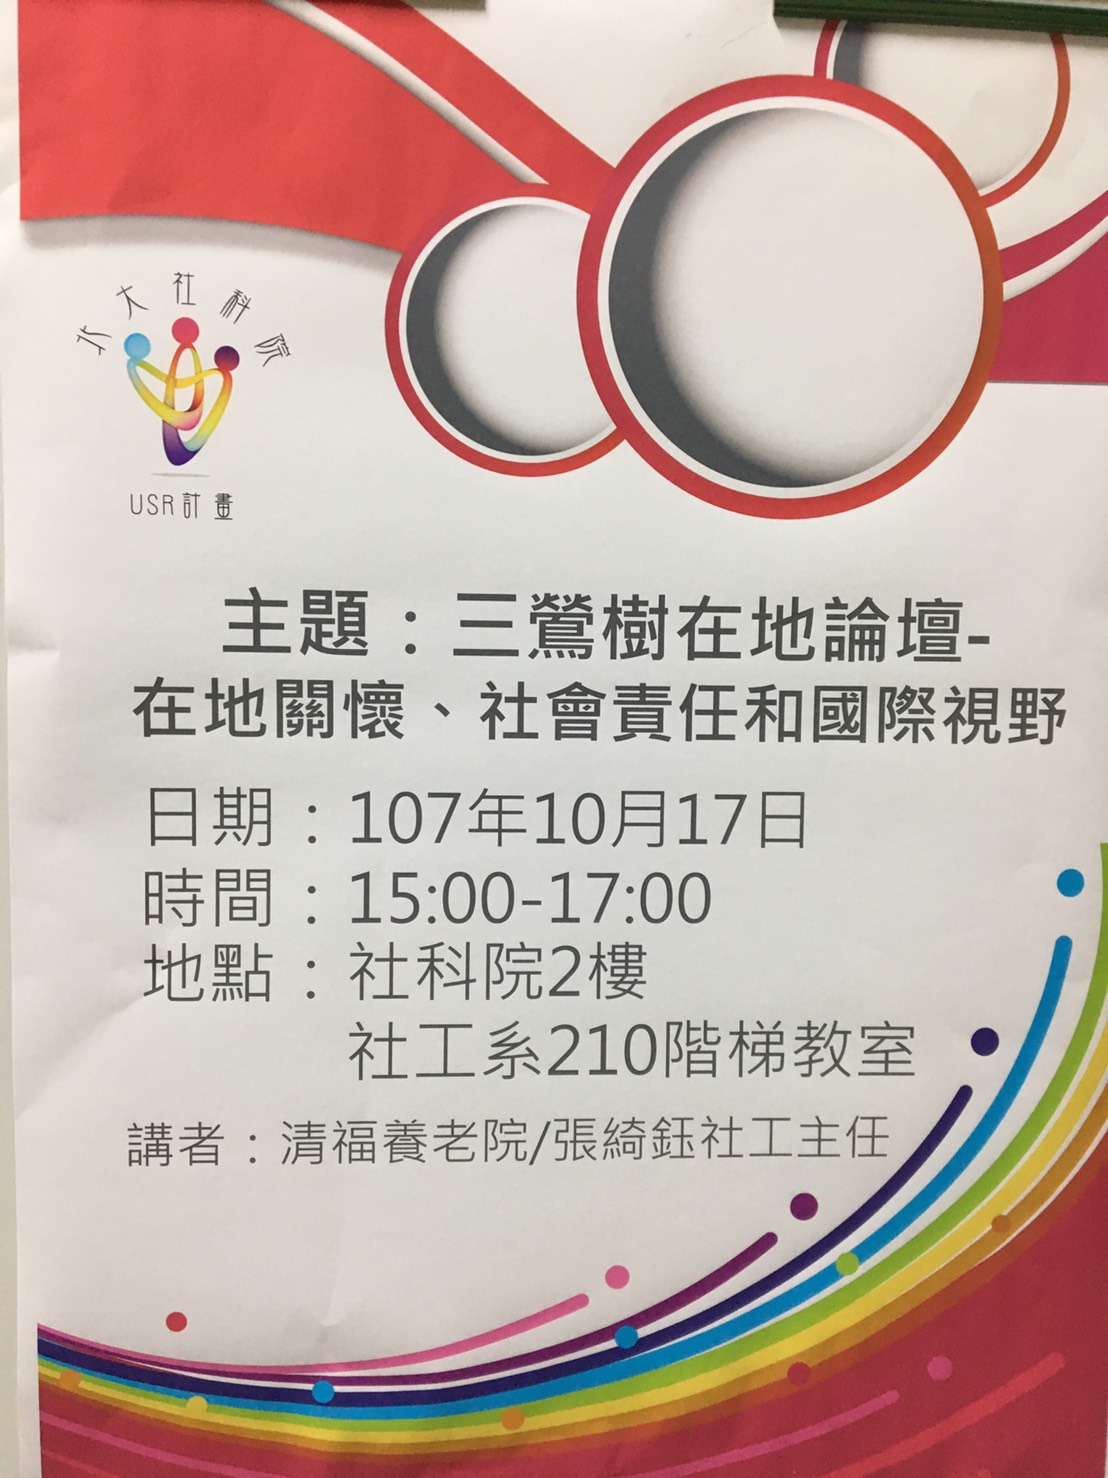 北大社科院
USR計畫
主題：三鶯樹在地論壇-
在地關懷、社會責任和國際視野
日期：107年10月17日
時間：15:00-17:00
地點：社科院2樓
社工系210階梯教室
講者：清福養老院/張綺鈺社工主任